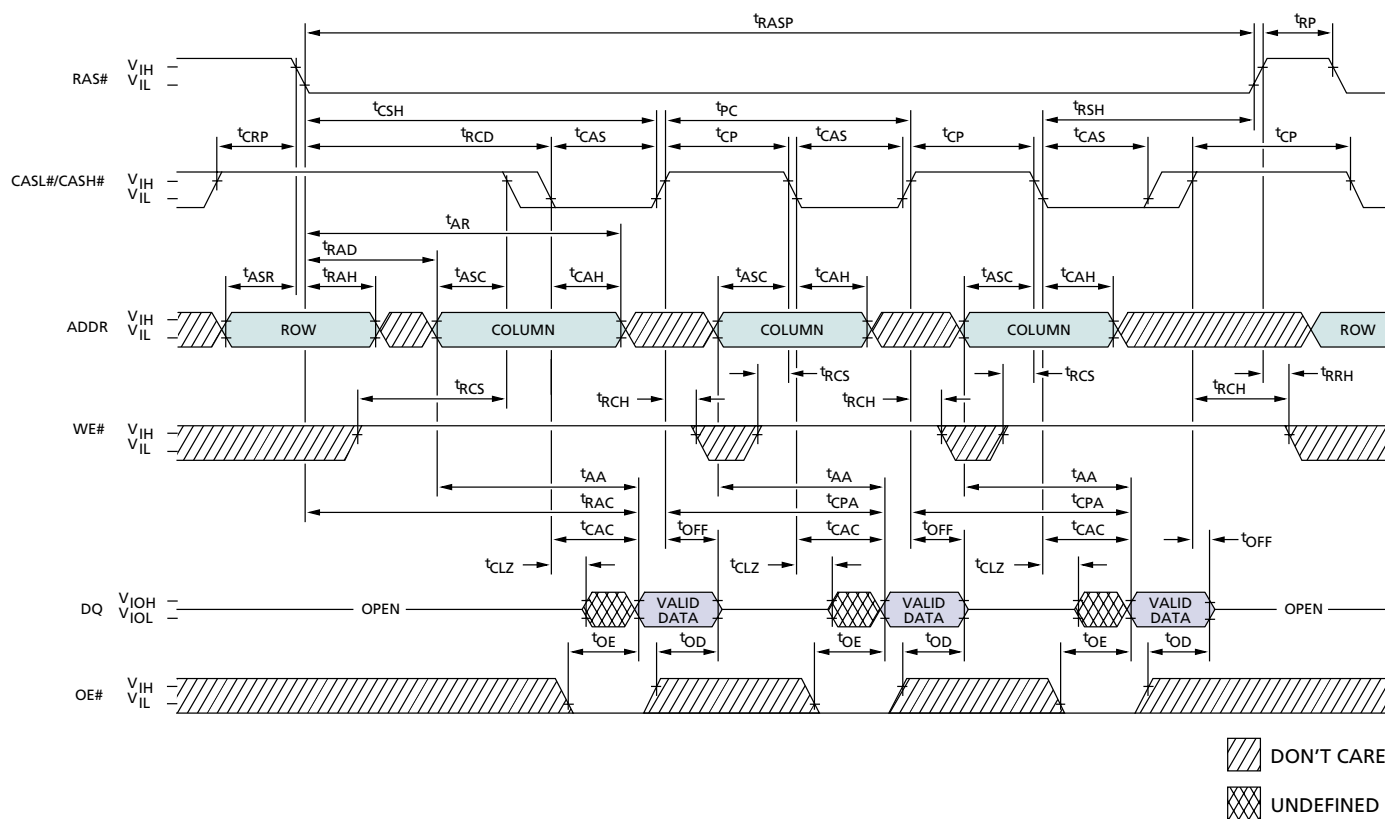 tRASP tRP
RAS# VIH
VIL
tCSH tPC tRSH
tCRP tRCD tCAS tCP tCAS tCP tCAS tCP
CASL#/CASH# VIH
VIL
tAR
tRAD
tASR tRAH tASC tCAH tASC tCAH tASC tCAH
ADDR VIH
VIL
ROW COLUMN COLUMN COLUMN ROW
tRCS tRCS tRRH
tRCS tRCH tRCH tRCH
WE# VIH
VIL
tAA tAA tAA
tRAC tCPA tCPA
tCAC tOFF tCAC tOFF tCAC tOFF
tCLZ tCLZ tCLZ
DQ VIOH
VIOL
OPEN VALID DATA VALID DATA VALID DATA OPEN
tOE tOD tOE tOD tOE tOD
OE# VIH
VIL
DON'T CARE
UNDEFINED